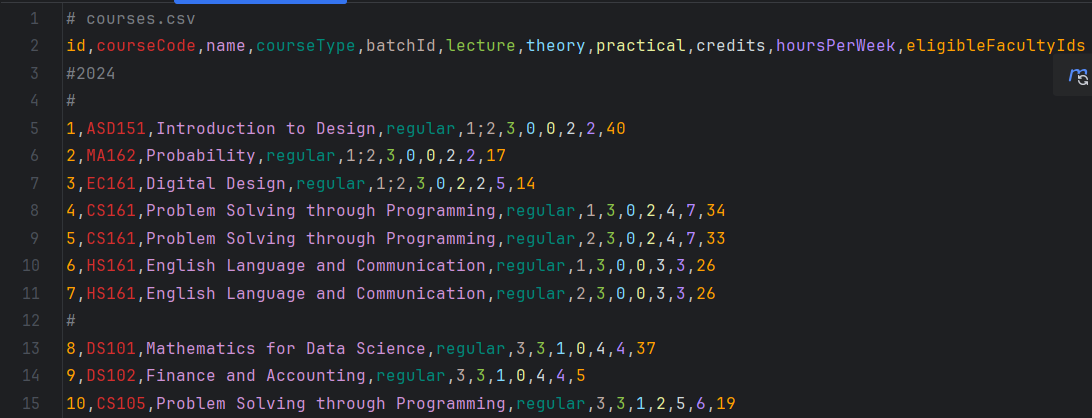 1 # courses.csv
2 id,courseCode,name,courseType,batchId,lecture,theory,practical,credits,hoursPerWeek,eligibleFacultyIds
3 #2024
4 #
5 1,ASD151,Introduction to Design,regular,1;2,3,0,0,2,2,40
6 2,MA162,Probability,regular,1;2,3,0,0,2,2,17
7 3,EC161,Digital Design,regular,1;2,3,0,2,2,5,14
8 4,CS161,Problem Solving through Programming,regular,1,3,0,2,4,7,34
9 5,CS161,Problem Solving through Programming,regular,2,3,0,2,4,7,33
10 6,HS161,English Language and Communication,regular,1,3,0,0,3,3,26
11 7,HS161,English Language and Communication,regular,2,3,0,0,3,3,26
12 #
13 8,DS101,Mathematics for Data Science,regular,3,3,1,0,4,4,37
14 9,DS102,Finance and Accounting,regular,3,3,1,0,4,4,5
15 10,CS105,Problem Solving through Programming,regular,3,3,1,2,5,6,19